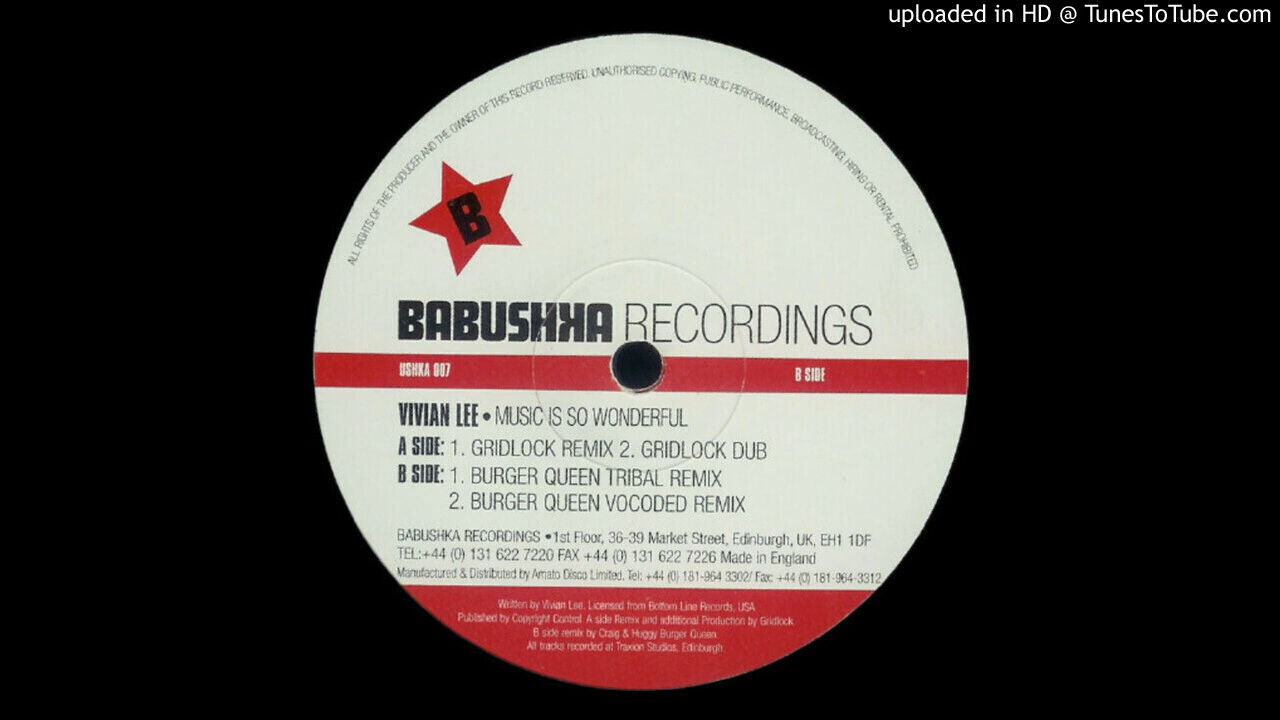 uploaded in HD @ TunesToTube.com
ALL RIGHTS OF THE PRODUCER AND THE OWNER OF THIS RECORD RESERVED. UNAUTHORISED COPYING, PUBLIC PERFORMANCE, BROADCASTING, HIRING OR RENTAL PROHIBITED
B
BABUSHKA RECORDINGS
USHKA 007 B SIDE
VIVIAN LEE • MUSIC IS SO WONDERFUL
A SIDE: 1. GRIDLOCK REMIX 2. GRIDLOCK DUB
B SIDE: 1. BURGER QUEEN TRIBAL REMIX
2. BURGER QUEEN VOCODED REMIX
BABUSHKA RECORDINGS •1st Floor, 36-39 Market Street, Edinburgh, UK, EH1 1DF
TEL:+44 (0) 131 622 7220 FAX +44 (0) 131 622 7226 Made in England
Manufactured & Distributed by Amato Disco Limited. Tel: +44 (0) 181-964 3302/ Fax: +44 (0) 181-964-3312
Written by Vivian Lee. Licensed from Bottom Line Records, USA
Published by Copyright Control. A side Remix and additional Production by Gridlock.
B side remix by Craig & Huggy Burger Queen
All tracks recorded at Traxion Studios, Edinburgh.